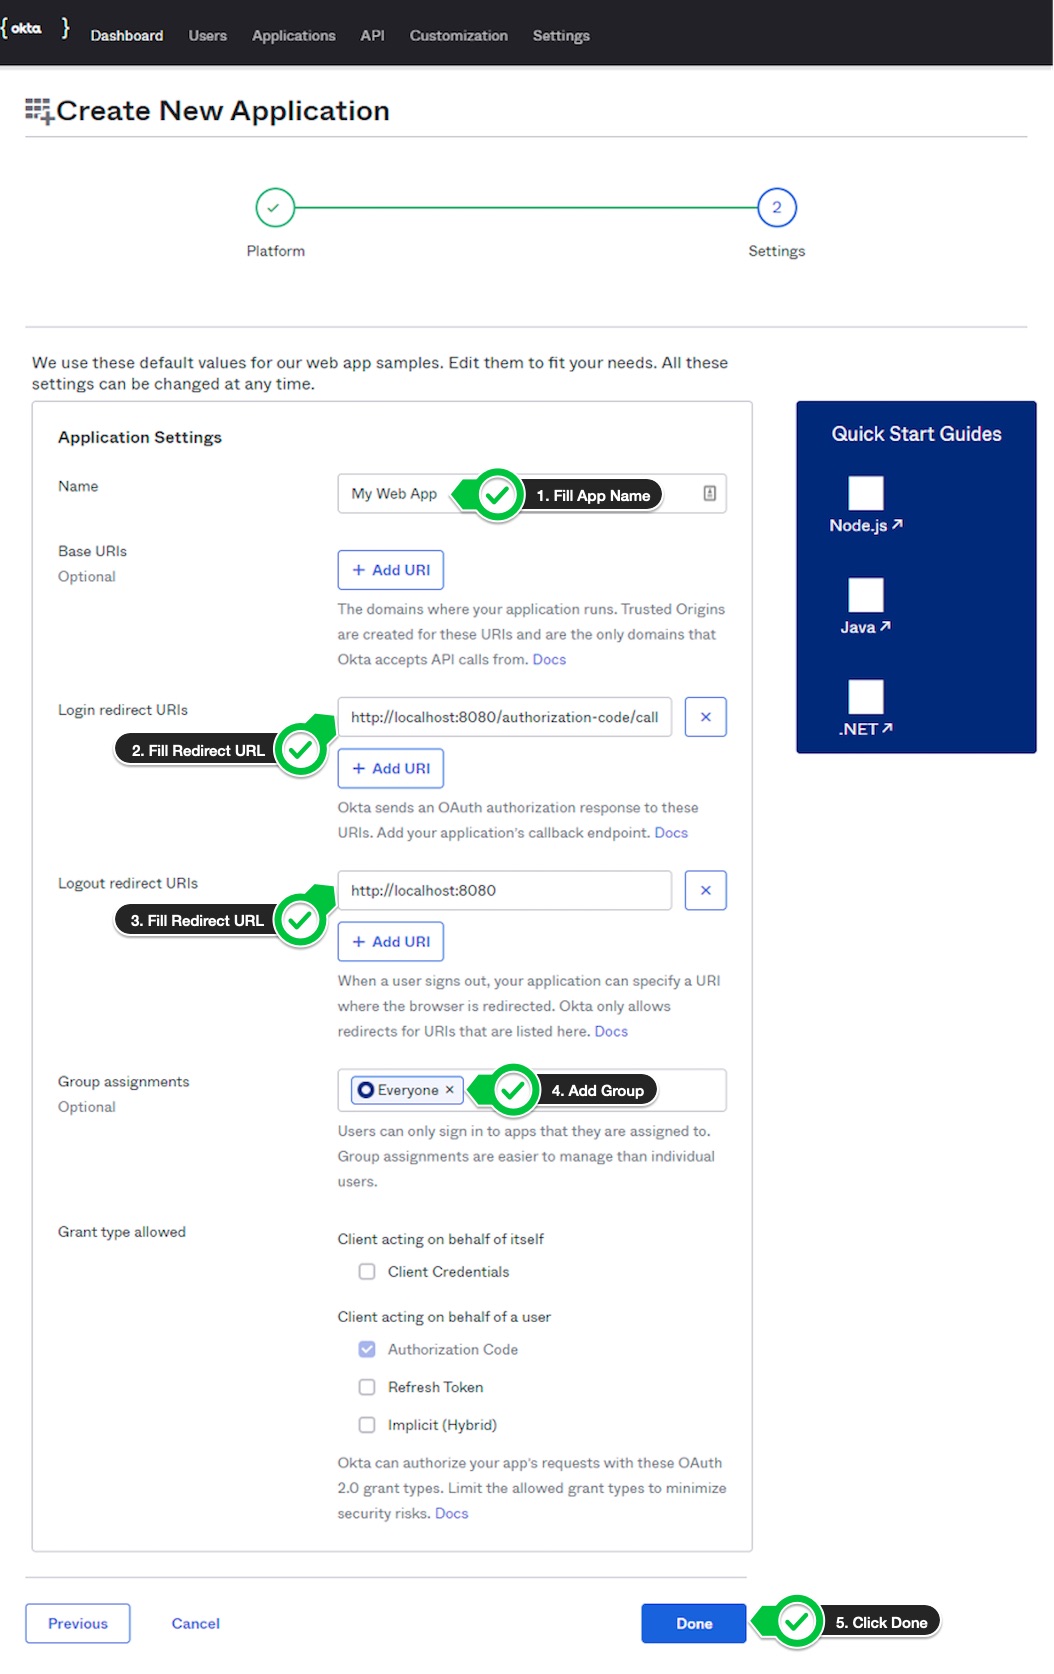 { okta }
Dashboard Users Applications API Customization Settings
Create New Application
2
Platform Settings
We use these default values for our web app samples. Edit them to fit your needs. All these
settings can be changed at any time.
Application Settings
Name
My Web App
1. Fill App Name
Base URIs
Optional
+ Add URI
The domains where your application runs. Trusted Origins
are created for these URIs and are the only domains that
Okta accepts API calls from. Docs
Login redirect URIs
http://localhost:8080/authorization-code/call
×
2. Fill Redirect URL
+ Add URI
Okta sends an OAuth authorization response to these
URIs. Add your application's callback endpoint. Docs
Logout redirect URIs
http://localhost:8080
×
3. Fill Redirect URL
+ Add URI
When a user signs out, your application can specify a URI
where the browser is redirected. Okta only allows
redirects for URIs that are listed here. Docs
Group assignments
Optional
Everyone ×
4. Add Group
Users can only sign in to apps that they are assigned to.
Group assignments are easier to manage than individual
users.
Grant type allowed
Client acting on behalf of itself
Client Credentials
Client acting on behalf of a user
Authorization Code
Refresh Token
Implicit (Hybrid)
Okta can authorize your app's requests with these OAuth
2.0 grant types. Limit the allowed grant types to minimize
security risks. Docs
Previous Cancel Done
5. Click Done
Quick Start Guides
Node.js ↗
Java ↗
.NET ↗